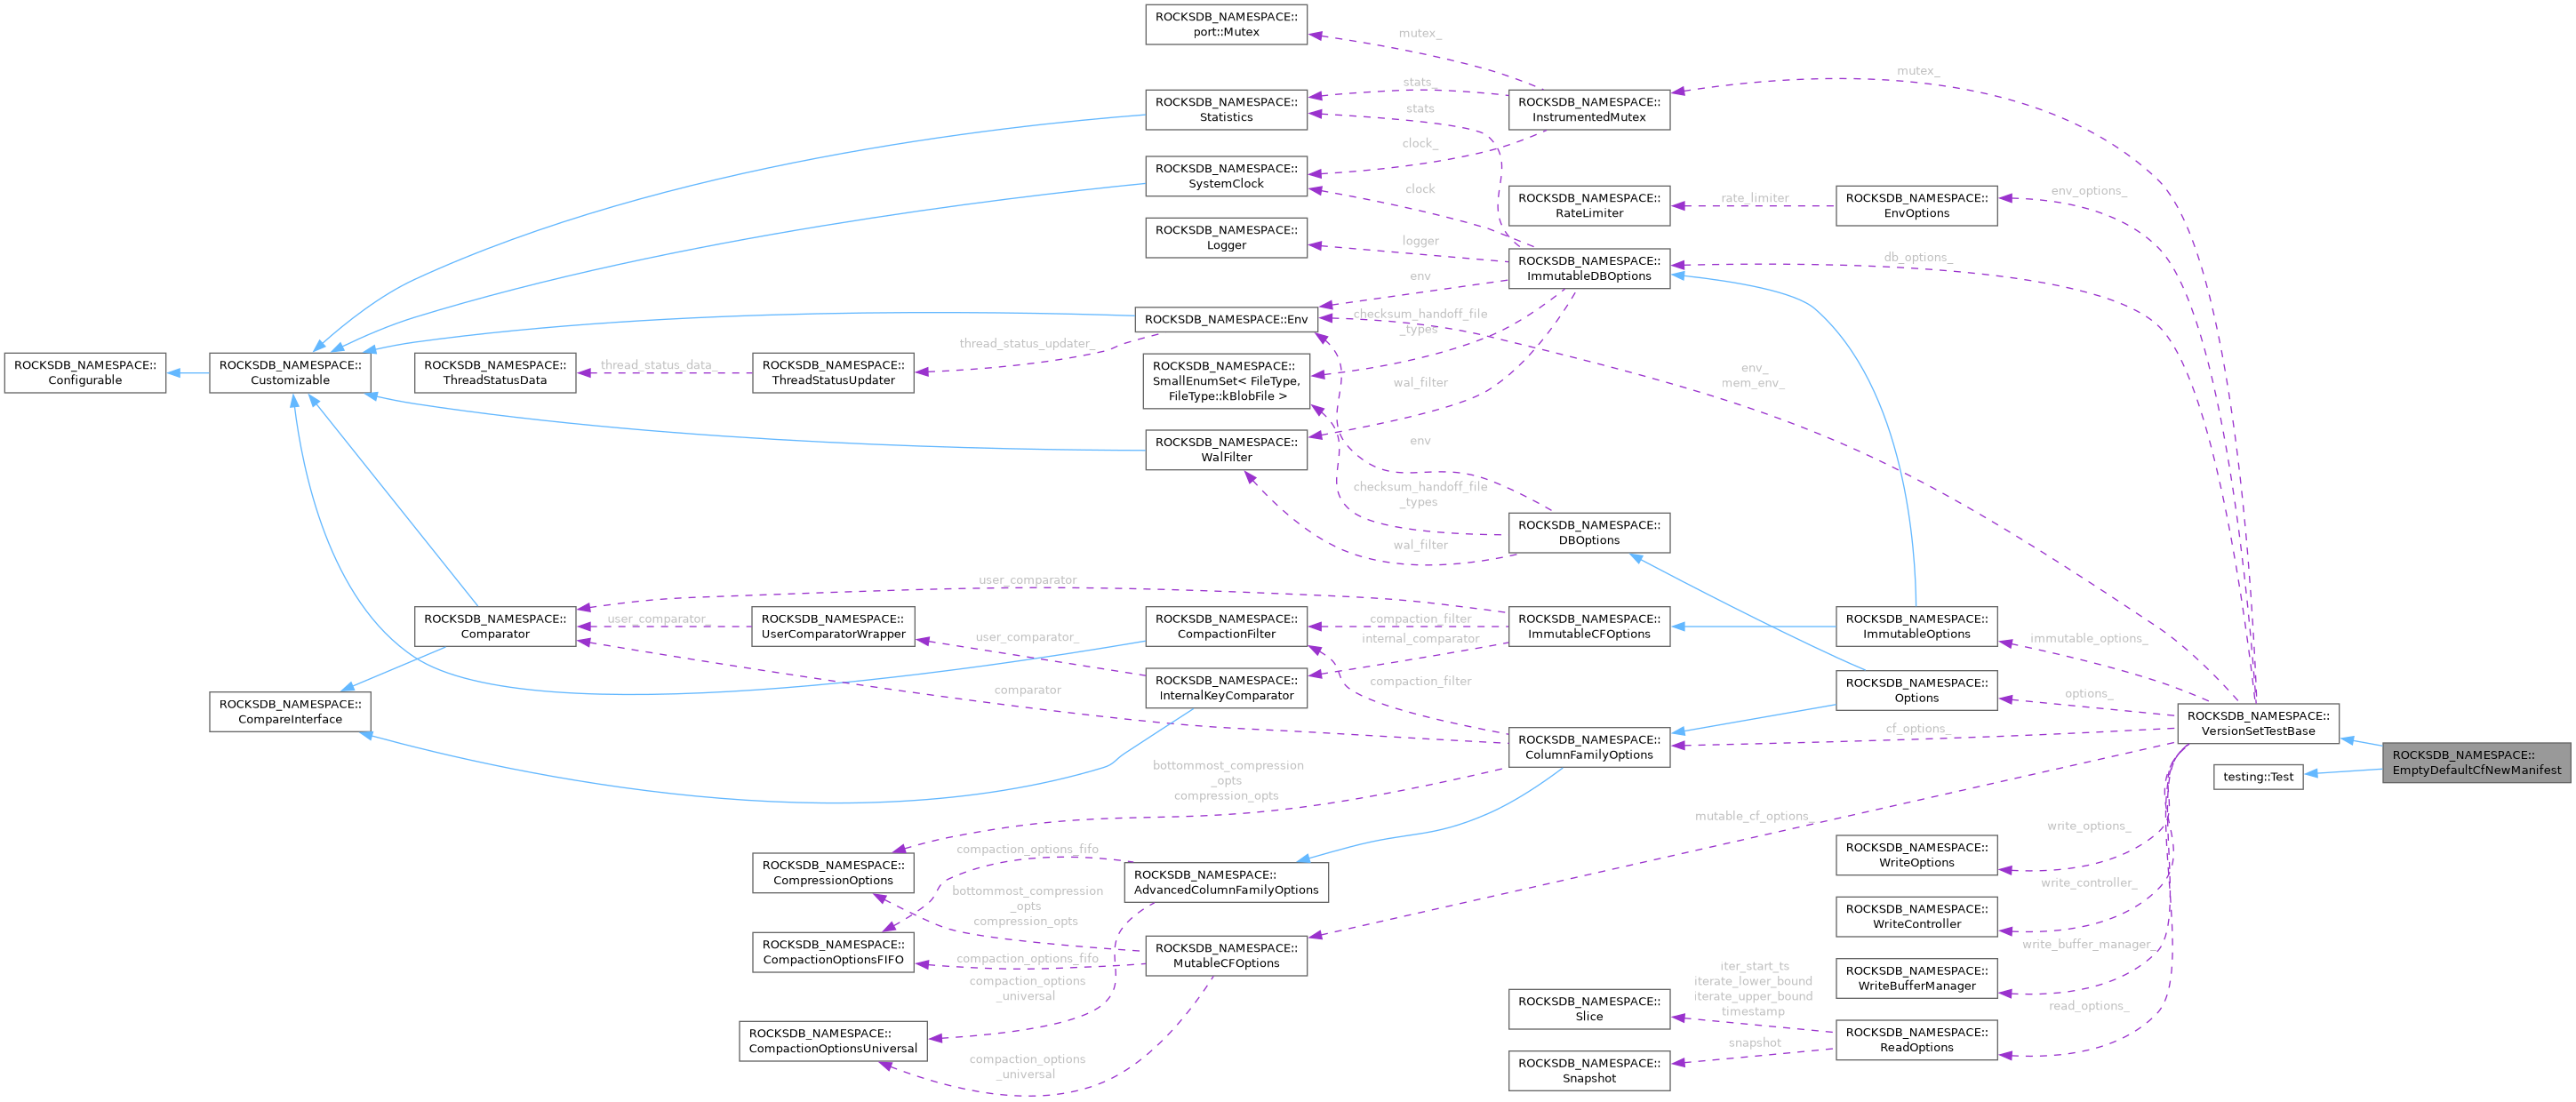 ROCKSDB_NAMESPACE::
port::Mutex
mutex_
mutex_
stats_
ROCKSDB_NAMESPACE::
Statistics
ROCKSDB_NAMESPACE::
InstrumentedMutex
stats
clock_
ROCKSDB_NAMESPACE::
SystemClock
clock
ROCKSDB_NAMESPACE::
RateLimiter
rate_limiter
ROCKSDB_NAMESPACE::
EnvOptions
env_options_
ROCKSDB_NAMESPACE::
Logger
logger
ROCKSDB_NAMESPACE::
ImmutableDBOptions
db_options_
env
ROCKSDB_NAMESPACE::Env
checksum_handoff_file
_types
thread_status_updater_
ROCKSDB_NAMESPACE::
Configurable
ROCKSDB_NAMESPACE::
Customizable
ROCKSDB_NAMESPACE::
ThreadStatusData
thread_status_data_
ROCKSDB_NAMESPACE::
ThreadStatusUpdater
ROCKSDB_NAMESPACE::
SmallEnumSet< FileType,
FileType::kBlobFile >
wal_filter
env_
mem_env_
ROCKSDB_NAMESPACE::
WalFilter
env
checksum_handoff_file
_types
ROCKSDB_NAMESPACE::
DBOptions
wal_filter
user_comparator
ROCKSDB_NAMESPACE::
Comparator
user_comparator_
ROCKSDB_NAMESPACE::
UserComparatorWrapper
user_comparator_
ROCKSDB_NAMESPACE::
CompactionFilter
compaction_filter
internal_comparator
ROCKSDB_NAMESPACE::
ImmutableCFOptions
ROCKSDB_NAMESPACE::
ImmutableOptions
immutable_options_
ROCKSDB_NAMESPACE::
InternalKeyComparator
compaction_filter
ROCKSDB_NAMESPACE::
Options
options_
ROCKSDB_NAMESPACE::
CompareInterface
comparator
ROCKSDB_NAMESPACE::
ColumnFamilyOptions
cf_options_
ROCKSDB_NAMESPACE::
VersionSetTestBase
ROCKSDB_NAMESPACE::
EmptyDefaultCfNewManifest
testing::Test
bottommost_compression
_opts
compression_opts
mutable_cf_options_
write_options_
ROCKSDB_NAMESPACE::
WriteOptions
ROCKSDB_NAMESPACE::
CompressionOptions
compaction_options_fifo
ROCKSDB_NAMESPACE::
AdvancedColumnFamilyOptions
bottommost_compression
_opts
compression_opts
write_controller_
ROCKSDB_NAMESPACE::
WriteController
ROCKSDB_NAMESPACE::
CompactionOptionsFIFO
compaction_options_fifo
ROCKSDB_NAMESPACE::
MutableCFOptions
write_buffer_manager_
ROCKSDB_NAMESPACE::
WriteBufferManager
compaction_options
_universal
iter_start_ts
iterate_lower_bound
iterate_upper_bound
timestamp
ROCKSDB_NAMESPACE::
Slice
read_options_
ROCKSDB_NAMESPACE::
ReadOptions
ROCKSDB_NAMESPACE::
CompactionOptionsUniversal
compaction_options
_universal
snapshot
ROCKSDB_NAMESPACE::
Snapshot